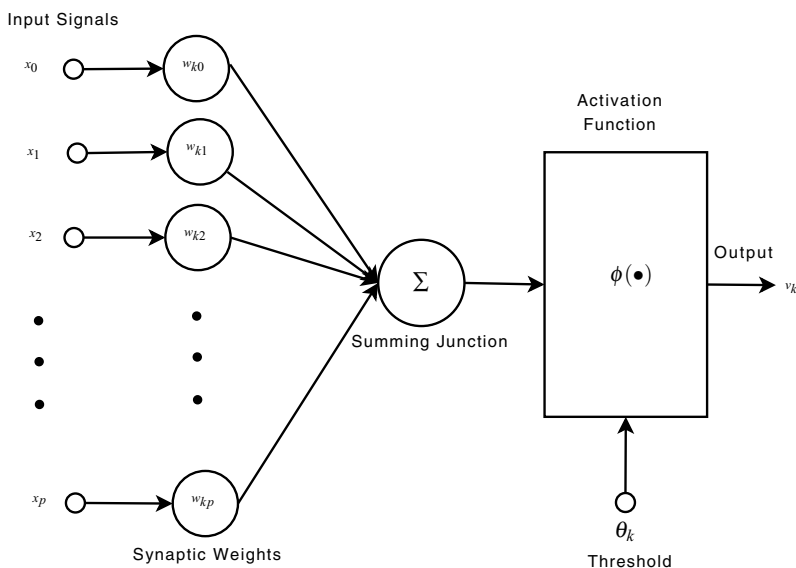 Input Signals
x0
wk0
x1
wk1
x2
wk2
xp
wkp
Synaptic Weights
Σ
Summing Junction
Activation
Function
ϕ(•)
Output
vk
θk
Threshold